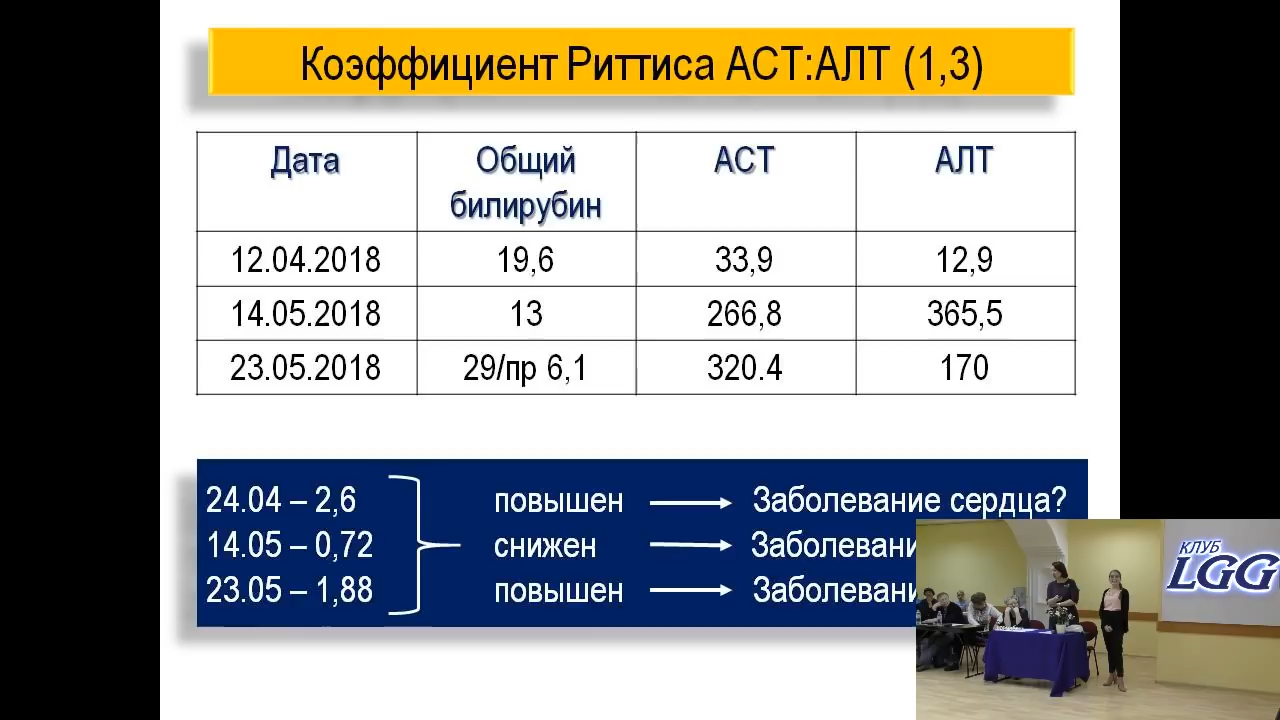 Коэффициент Риттиса АСТ:АЛТ (1,3)
Дата Общий билирубин АСТ АЛТ
12.04.2018 19,6 33,9 12,9
14.05.2018 13 266,8 365,5
23.05.2018 29/пр 6,1 320.4 170
24.04 – 2,6 повышен Заболевание сердца?
14.05 – 0,72 снижен Заболевани
23.05 – 1,88 повышен Заболевани
КЛУБ
LGG